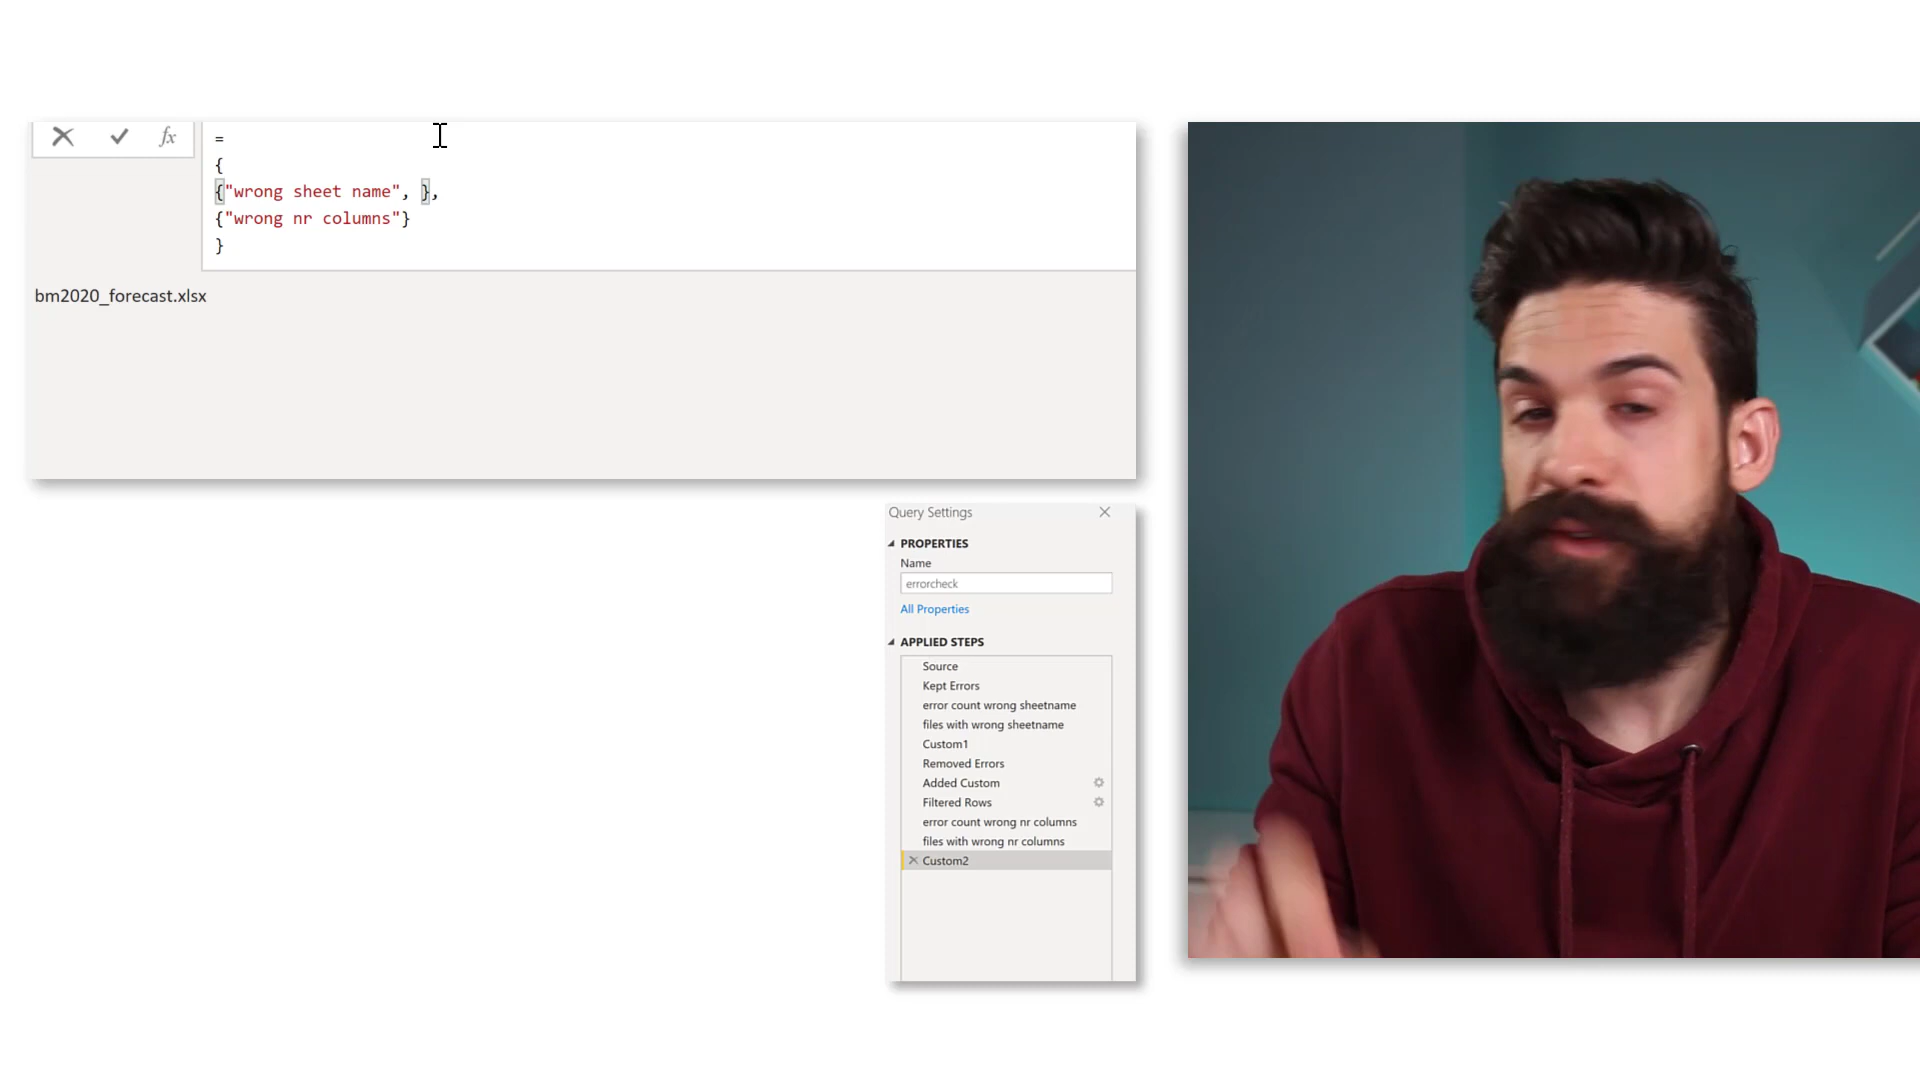 fx
=
{
{"wrong sheet name", },
{"wrong nr columns"}
}
bm2020_forecast.xlsx
Query Settings
PROPERTIES
Name
errorcheck
All Properties
APPLIED STEPS
Source
Kept Errors
error count wrong sheetname
files with wrong sheetname
Custom1
Removed Errors
Added Custom
Filtered Rows
error count wrong nr columns
files with wrong nr columns
Custom2